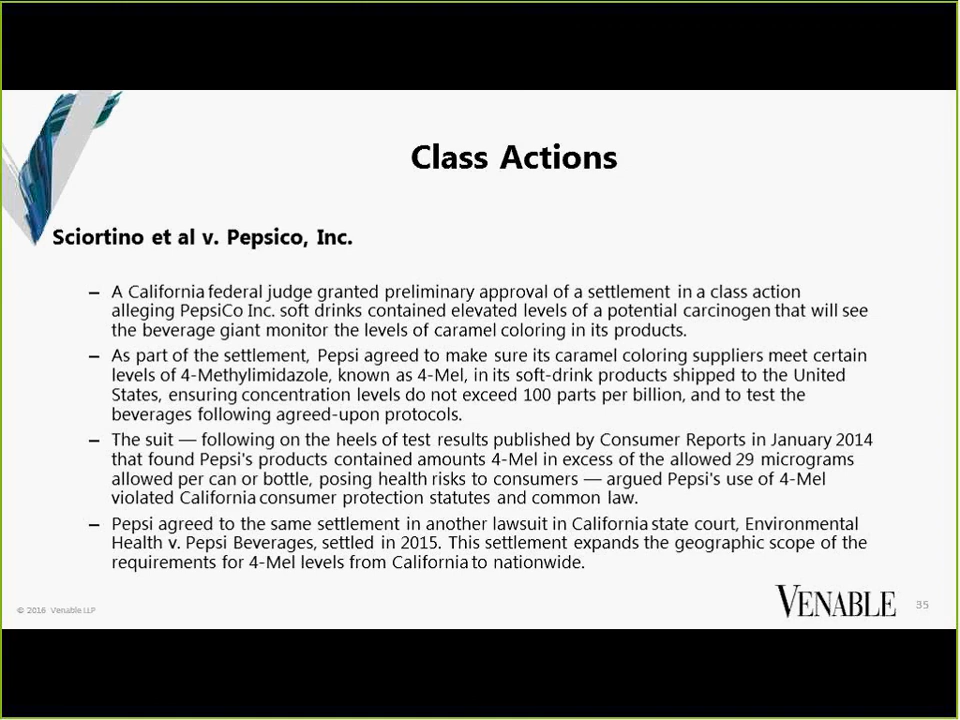 Class Actions
Sciortino et al v. Pepsico, Inc.
– A California federal judge granted preliminary approval of a settlement in a class action
alleging PepsiCo Inc. soft drinks contained elevated levels of a potential carcinogen that will see
the beverage giant monitor the levels of caramel coloring in its products.
– As part of the settlement, Pepsi agreed to make sure its caramel coloring suppliers meet certain
levels of 4-Methylimidazole, known as 4-Mel, in its soft-drink products shipped to the United
States, ensuring concentration levels do not exceed 100 parts per billion, and to test the
beverages following agreed-upon protocols.
– The suit — following on the heels of test results published by Consumer Reports in January 2014
that found Pepsi's products contained amounts 4-Mel in excess of the allowed 29 micrograms
allowed per can or bottle, posing health risks to consumers — argued Pepsi's use of 4-Mel
violated California consumer protection statutes and common law.
– Pepsi agreed to the same settlement in another lawsuit in California state court, Environmental
Health v. Pepsi Beverages, settled in 2015. This settlement expands the geographic scope of the
requirements for 4-Mel levels from California to nationwide.
© 2016 Venable LLP
VENABLE
35